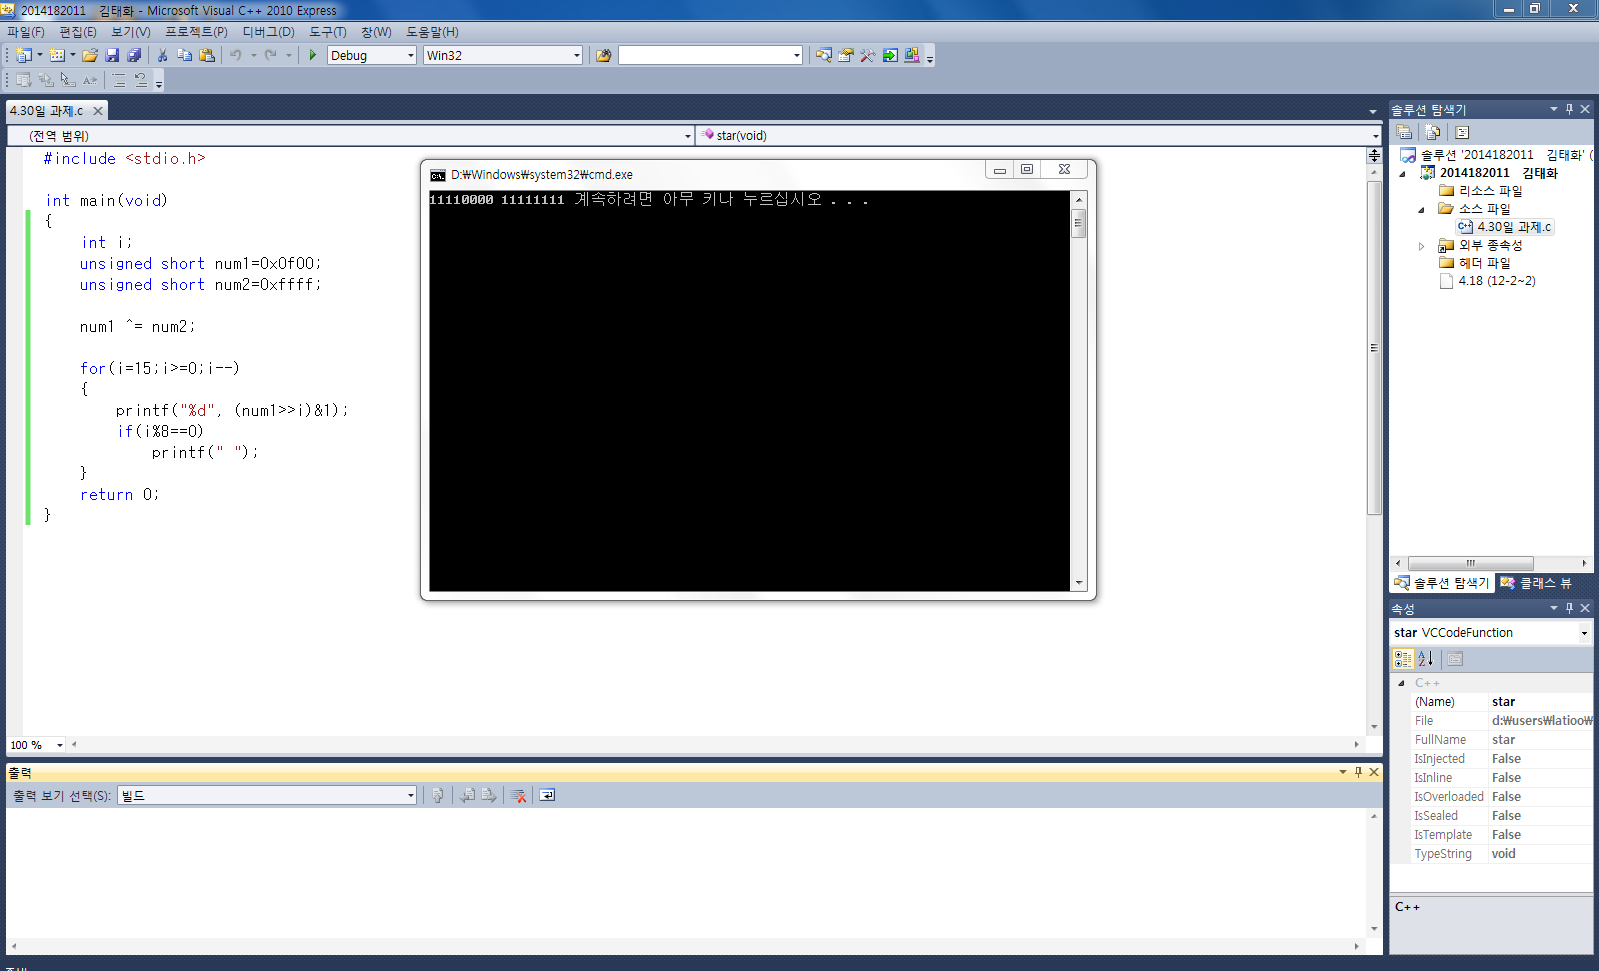 2014182011    김태화 - Microsoft Visual C++ 2010 Express
파일(F) 편집(E) 보기(V) 프로젝트(P) 디버그(D) 도구(T) 창(W) 도움말(H)
Debug Win32
4.30일 과제.c
(전역 범위) star(void)
#include <stdio.h>
int main(void)
{
int i;
unsigned short num1=0x0f00;
unsigned short num2=0xffff;
num1 ^= num2;
for(i=15;i>=0;i--)
{
printf("%d", (num1>>i)&1);
if(i%8==0)
printf(" ");
}
return 0;
}
100 %
D:₩Windows₩system32₩cmd.exe
11110000 11111111 계속하려면 아무 키나 누르십시오 . . .
출력
출력 보기 선택(S): 빌드
솔루션 탐색기
솔루션 '2014182011    김태화' (
2014182011    김태화
리소스 파일
소스 파일
4.30일 과제.c
외부 종속성
헤더 파일
4.18 (12-2~2)
솔루션 탐색기 클래스 뷰
속성
star VCCodeFunction
C++
(Name) star
File d:₩users₩latioo₩
FullName star
IsInjected False
IsInline False
IsOverloaded False
IsSealed False
IsTemplate False
TypeString void
C++